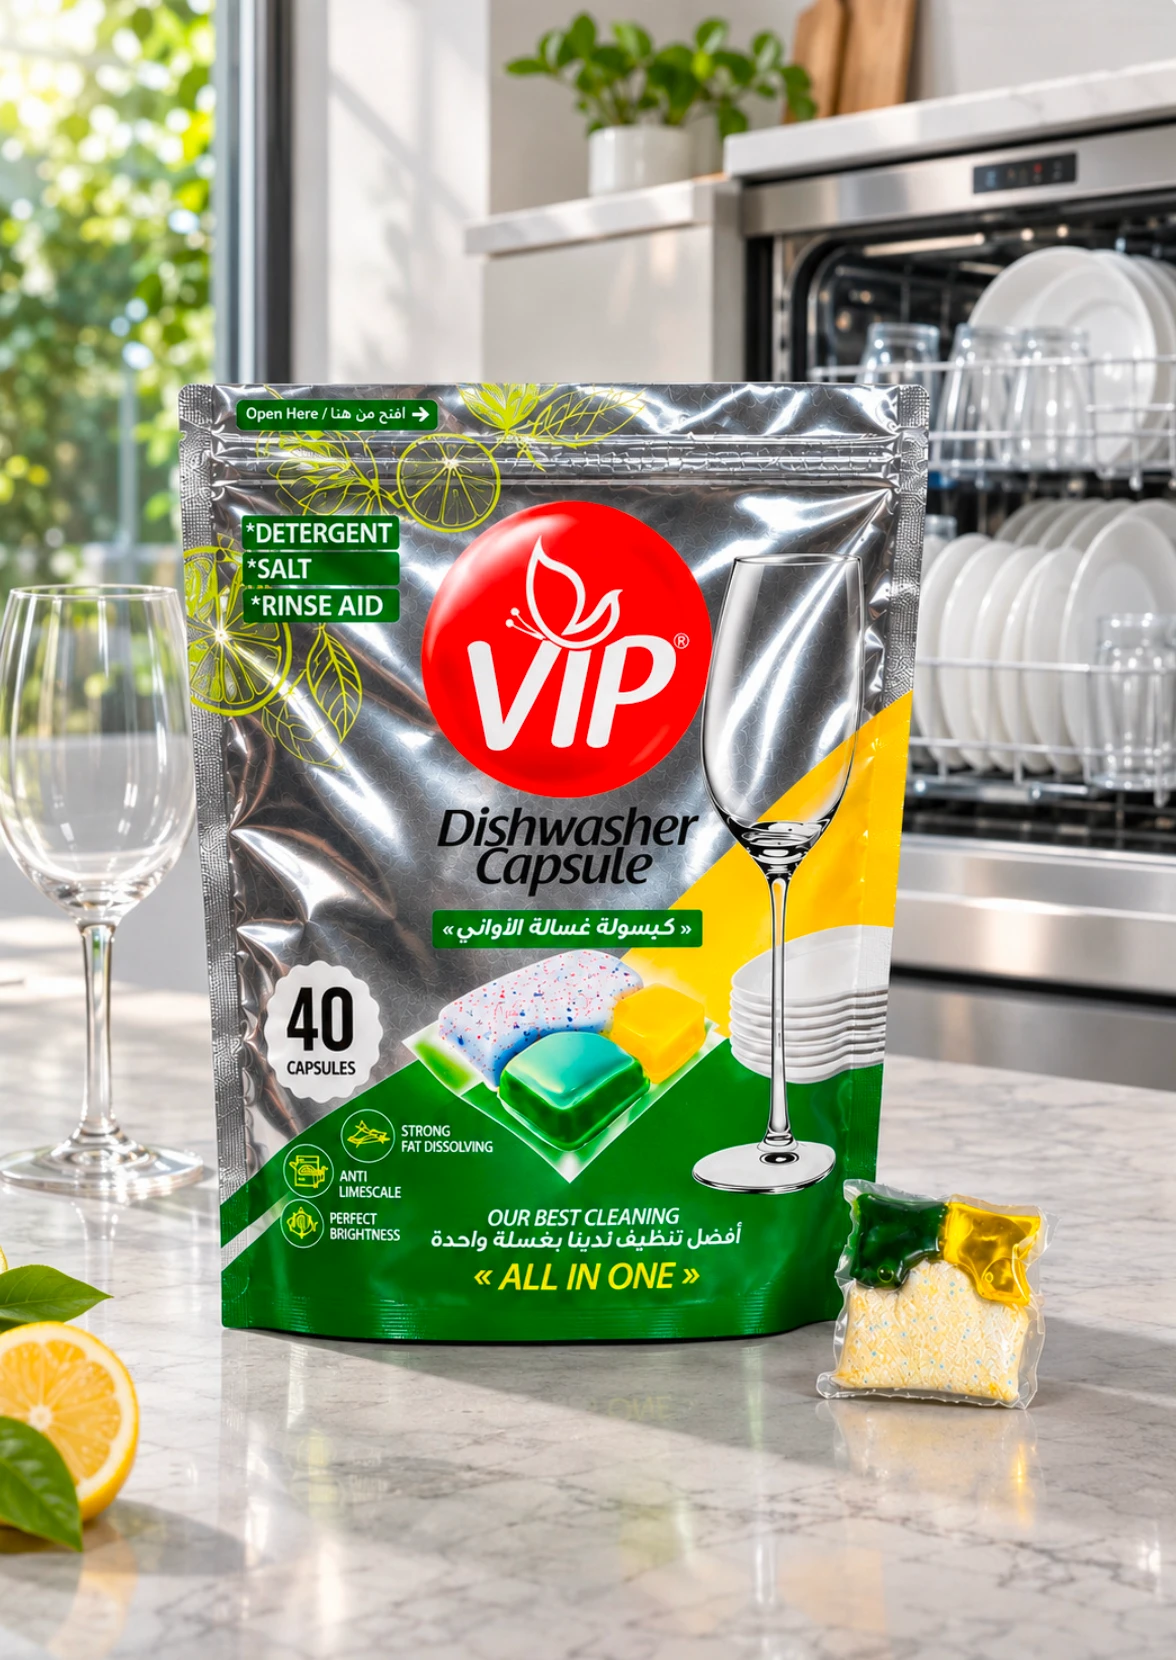 Open Here / افتح من هنا →
*DETERGENT
*SALT
*RINSE AID
VIP®
Dishwasher
Capsule
« كبسولة غسالة الأواني »
40
CAPSULES
STRONG
FAT DISSOLVING
ANTI
LIMESCALE
PERFECT
BRIGHTNESS
OUR BEST CLEANING
أفضل تنظيف لدينا بغسلة واحدة
« ALL IN ONE »